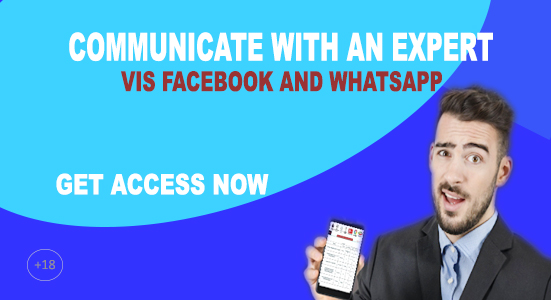 COMMUNICATE WITH AN EXPERT
VIS FACEBOOK AND WHATSAPP
GET ACCESS NOW
+18